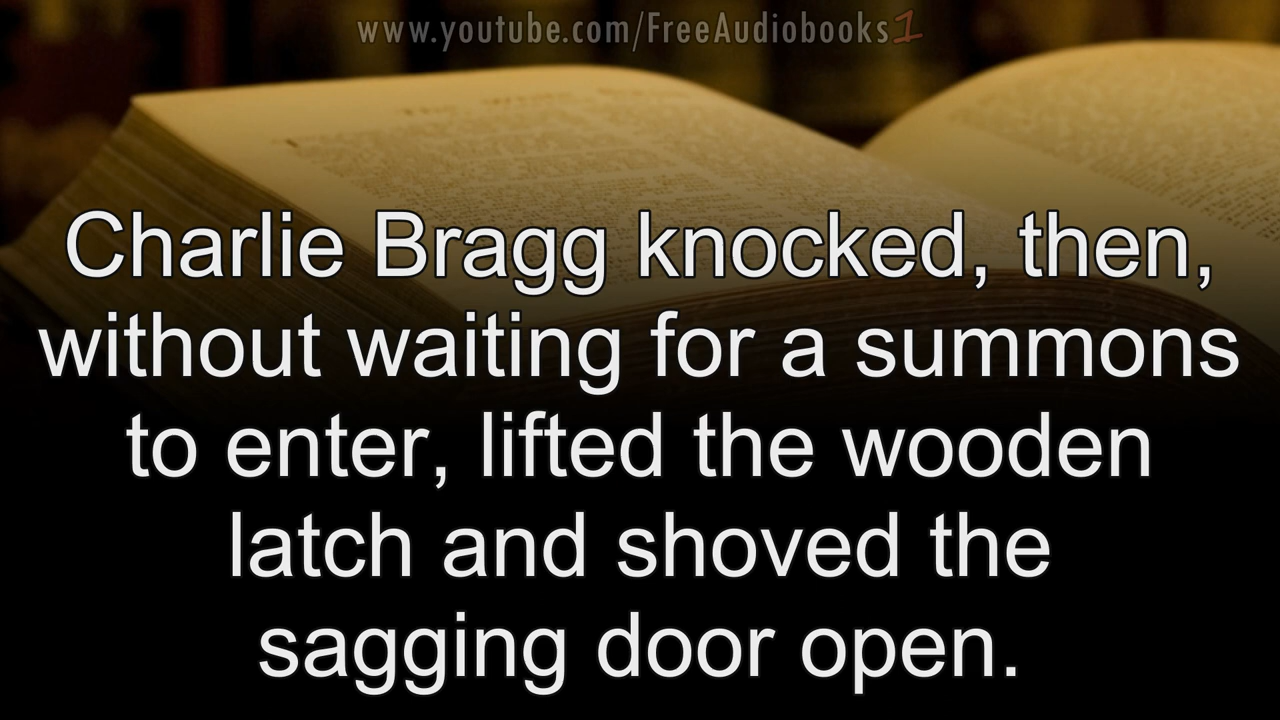 www.youtube.com/FreeAudiobooks1
Charlie Bragg knocked, then,
without waiting for a summons
to enter, lifted the wooden
latch and shoved the
sagging door open.